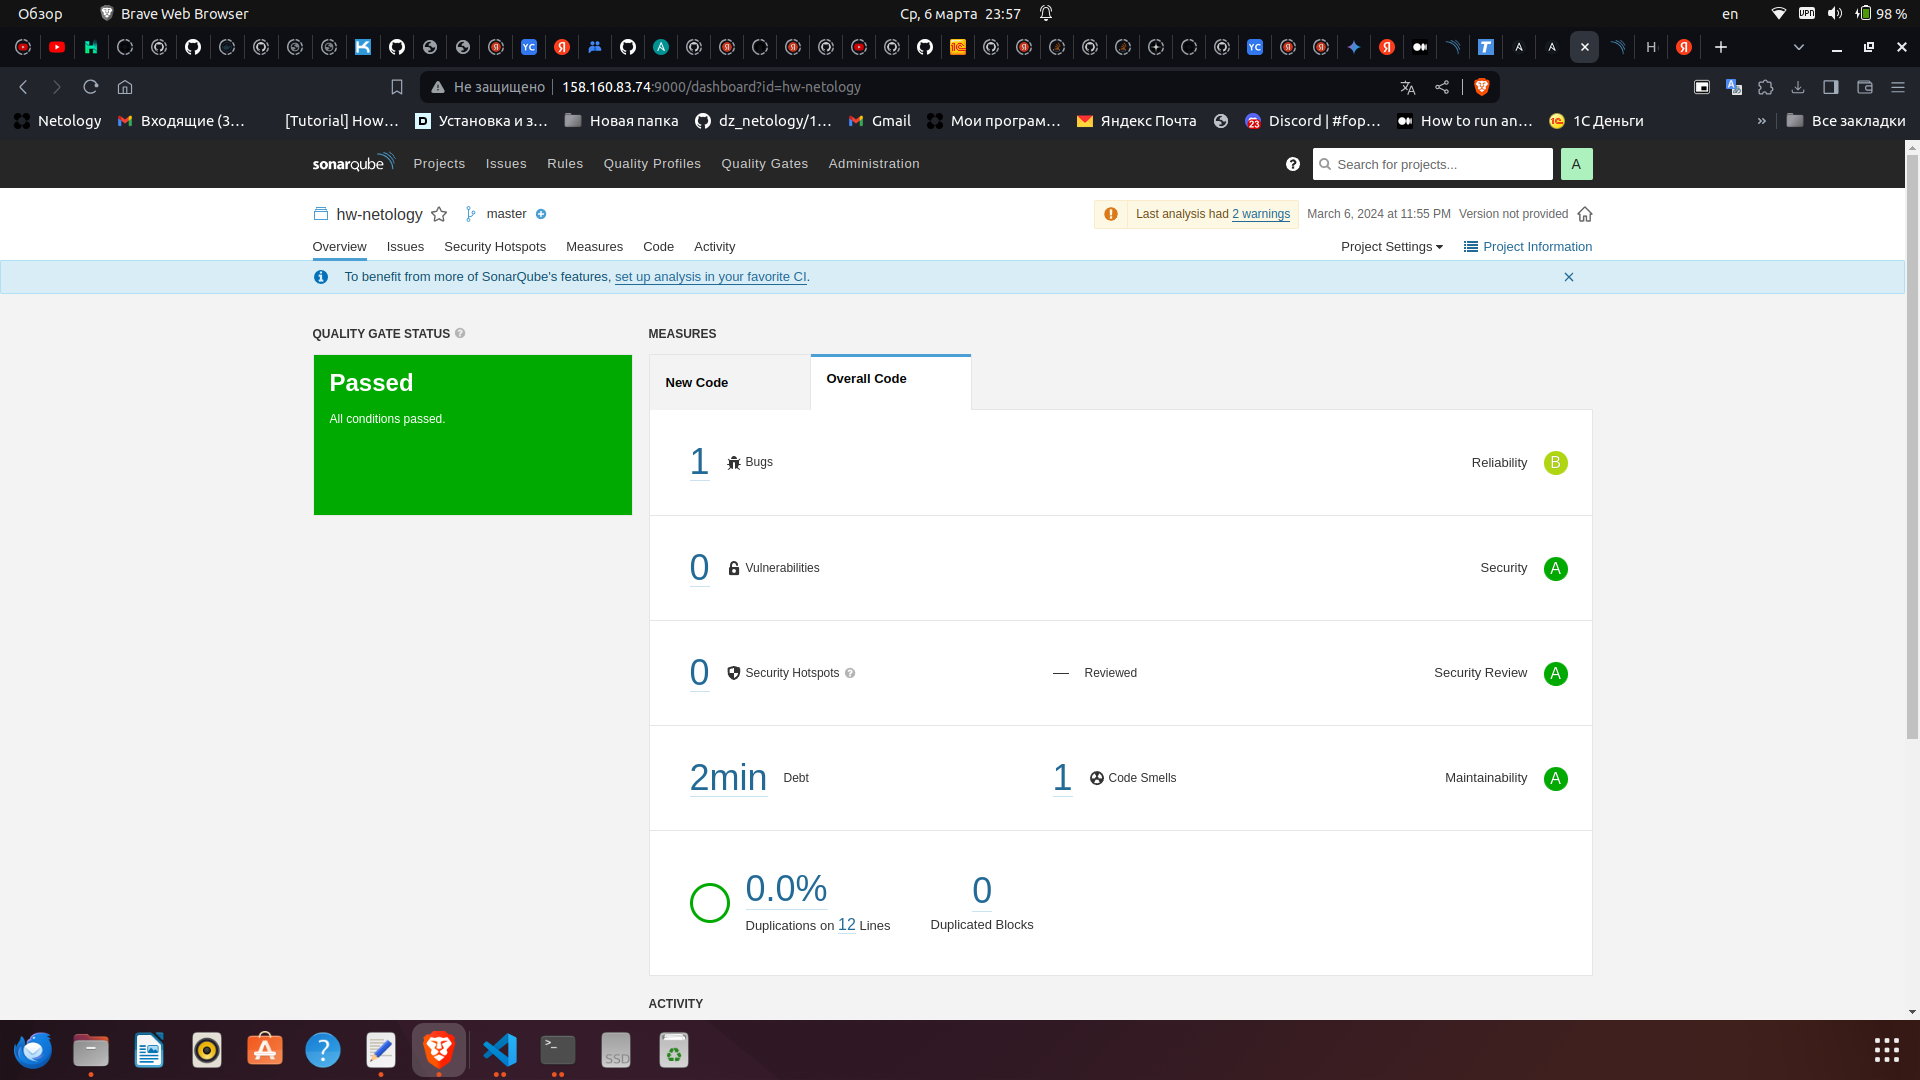 Обзор
Brave Web Browser
Ср, 6 марта 23:57
en
VPN
98 %
Не защищено
158.160.83.74:9000/dashboard?id=hw-netology
Netology
Входящие (3…
[Tutorial] How…
Установка и з…
Новая папка
dz_netology/1…
Gmail
Мои програм…
Яндекс Почта
Discord | #fop…
How to run an…
1С Деньги
»
Все закладки
sonarqube
Projects
Issues
Rules
Quality Profiles
Quality Gates
Administration
Search for projects...
A
hw-netology
master
Last analysis had 2 warnings
March 6, 2024 at 11:55 PM
Version not provided
Overview
Issues
Security Hotspots
Measures
Code
Activity
Project Settings
Project Information
To benefit from more of SonarQube's features, set up analysis in your favorite CI.
QUALITY GATE STATUS
MEASURES
Passed
All conditions passed.
New Code
Overall Code
1 Bugs
Reliability B
0 Vulnerabilities
Security A
0 Security Hotspots
— Reviewed
Security Review A
2min Debt
1 Code Smells
Maintainability A
0.0%
Duplications on 12 Lines
0
Duplicated Blocks
ACTIVITY
SSD